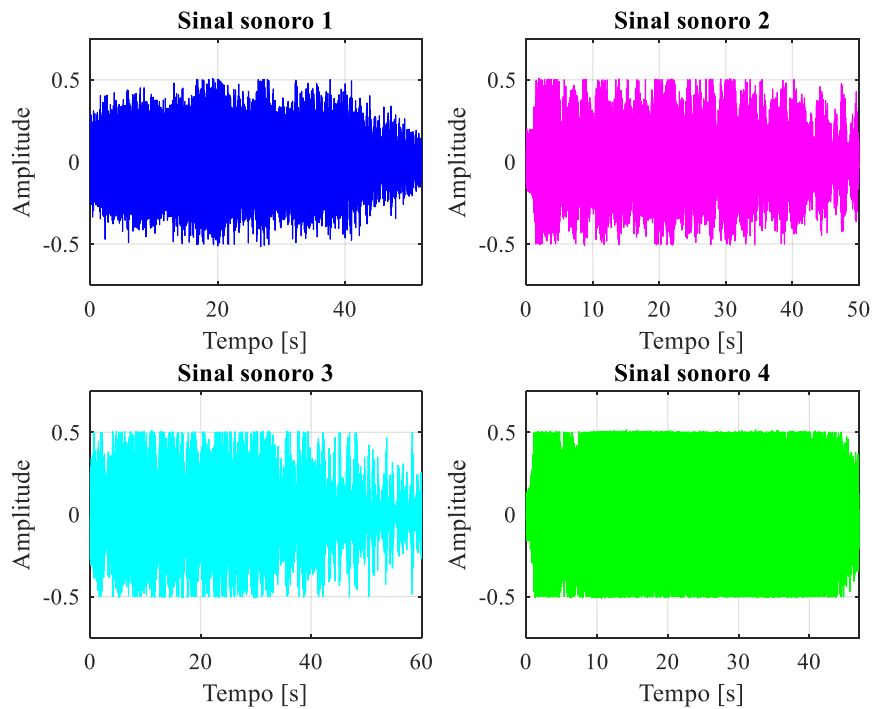 Sinal sonoro 1
0.5
0
-0.5
Amplitude
0 20 40
Tempo [s]
Sinal sonoro 2
0.5
0
-0.5
Amplitude
0 10 20 30 40 50
Tempo [s]
Sinal sonoro 3
0.5
0
-0.5
Amplitude
0 20 40 60
Tempo [s]
Sinal sonoro 4
0.5
0
-0.5
Amplitude
0 10 20 30 40
Tempo [s]